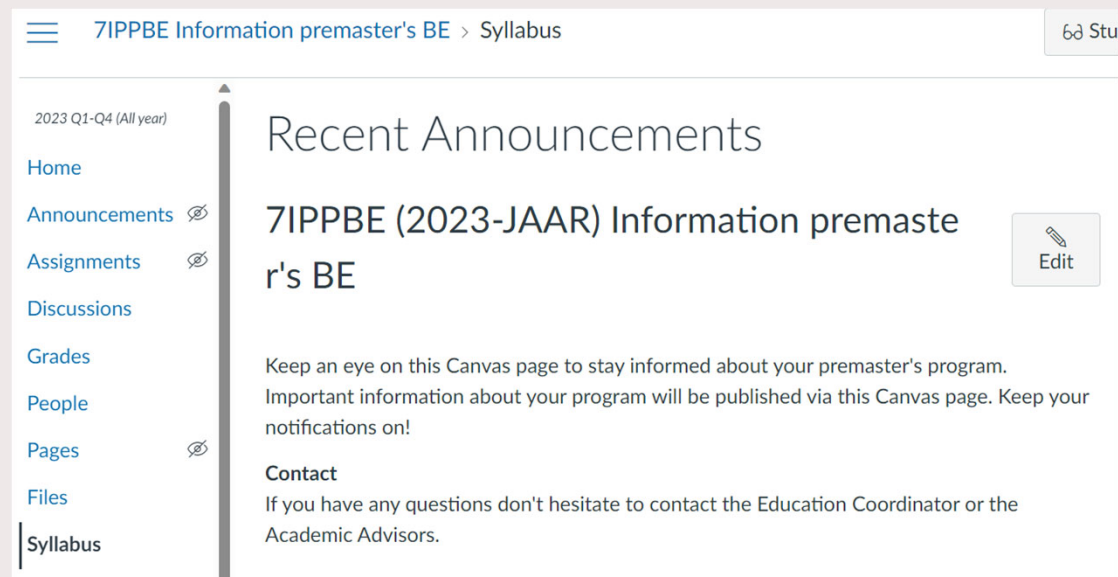 7IPPBE Information premaster's BE > Syllabus
Stu
2023 Q1-Q4 (All year)
Home
Announcements
Assignments
Discussions
Grades
People
Pages
Files
Syllabus
Recent Announcements
7IPPBE (2023-JAAR) Information premaste
r's BE
Edit
Keep an eye on this Canvas page to stay informed about your premaster's program.
Important information about your program will be published via this Canvas page. Keep your
notifications on!
Contact
If you have any questions don't hesitate to contact the Education Coordinator or the
Academic Advisors.